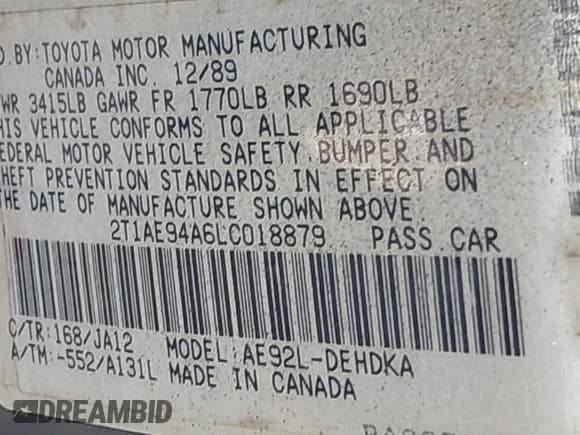 D. BY: TOYOTA MOTOR MANUFACTURING
CANADA INC. 12/89
WR 3415LB GAWR FR 1770LB RR 1690LB
HIS VEHICLE CONFORMS TO ALL APPLICABLE
EDERAL MOTOR VEHICLE SAFETY, BUMPER, AND
HEFT PREVENTION STANDARDS IN EFFECT ON
THE DATE OF MANUFACTURE SHOWN ABOVE.
2T1AE94A6LC018879 PASS. CAR
C/TR: 168/JA12 MODEL: AE92L-DEHDKA
A/TM: -552/A131L MADE IN CANADA
DREAMBID